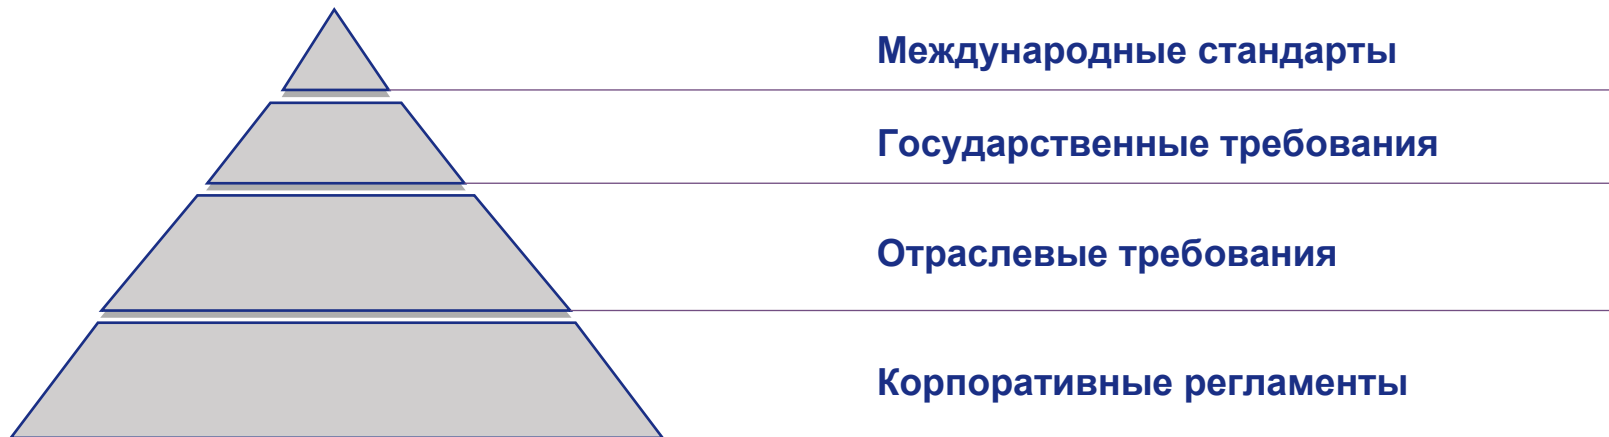 Международные стандарты
Государственные требования
Отраслевые требования
Корпоративные регламенты